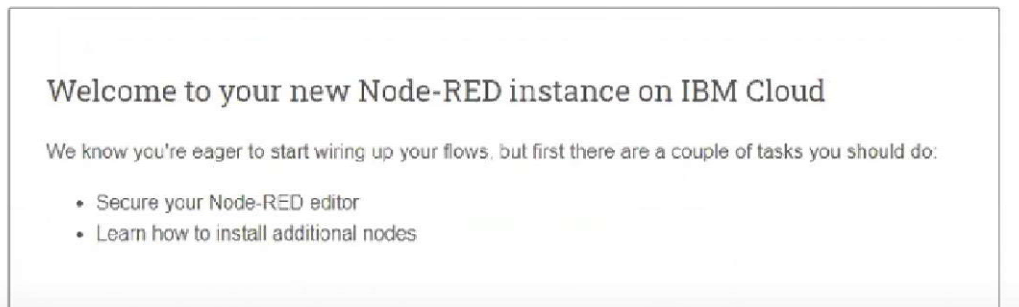 Welcome to your new Node-RED instance on IBM Cloud
We know you're eager to start wiring up your flows, but first there are a couple of tasks you should do:
• Secure your Node-RED editor
• Learn how to install additional nodes